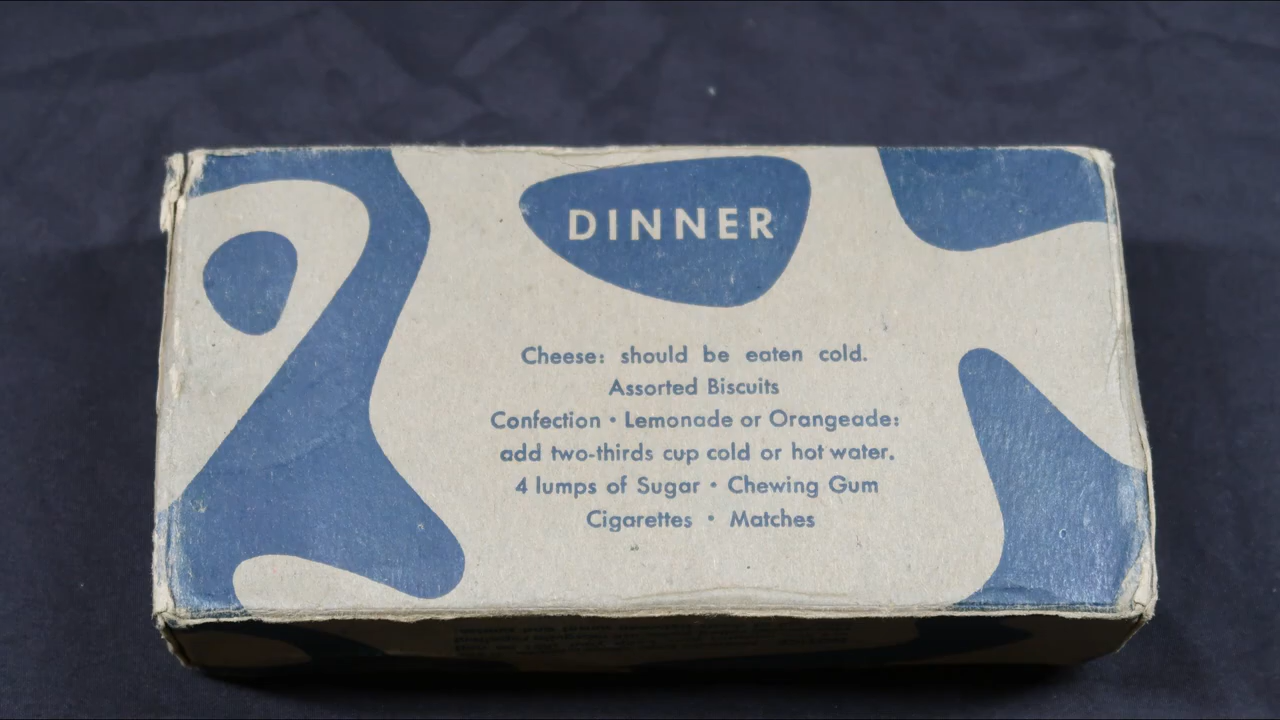 DINNER
Cheese: should be eaten cold.
Assorted Biscuits
Confection • Lemonade or Orangeade:
add two-thirds cup cold or hot water.
4 lumps of Sugar • Chewing Gum
Cigarettes • Matches